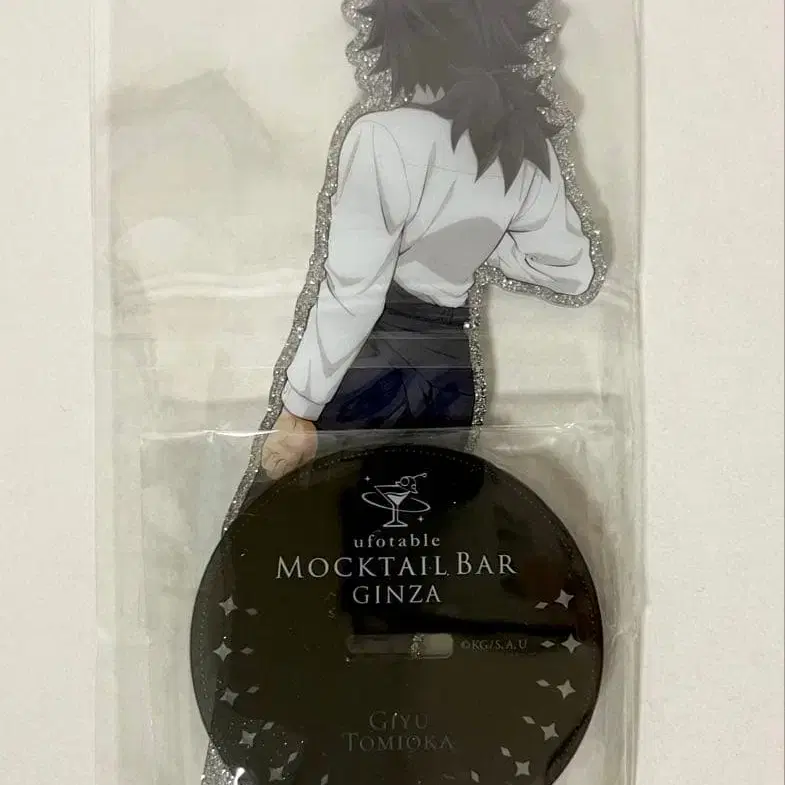 ufotable
MOCKTAIL BAR
GINZA
©KG/S,A,U
GIYU
TOMIOKA